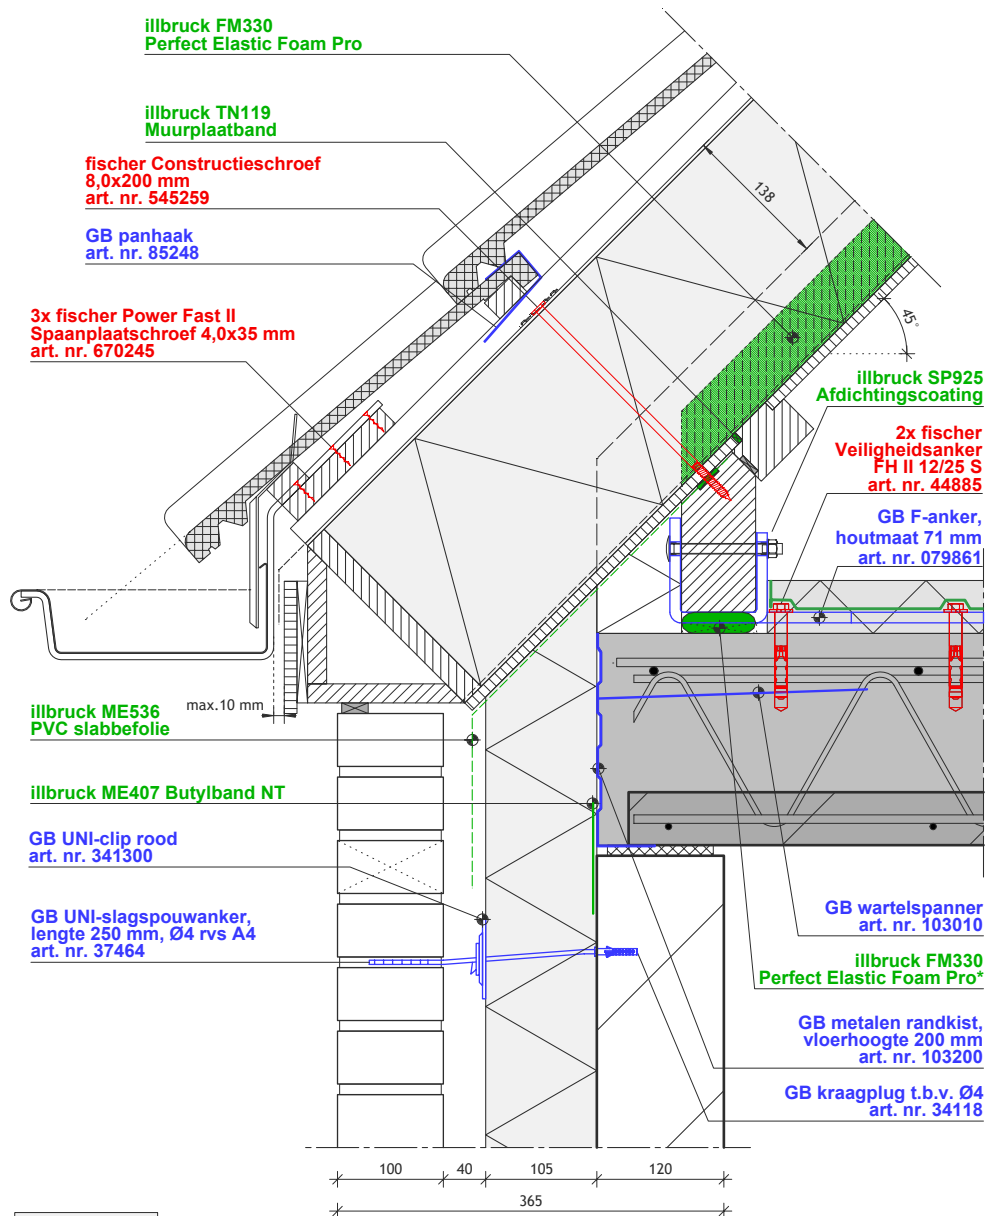 illbruck FM330
Perfect Elastic Foam Pro
illbruck TN119
Muurplaatband
fischer Constructieschroef
8,0x200 mm
art. nr. 545259
GB panhaak
art. nr. 85248
3x fischer Power Fast II
Spaanplaatschroef 4,0x35 mm
art. nr. 670245
138
45°
illbruck SP925
Afdichtingscoating
2x fischer
Veiligheidsanker
FH II 12/25 S
art. nr. 44885
GB F-anker,
houtmaat 71 mm
art. nr. 079861
max.10 mm
illbruck ME536
PVC slabbefolie
illbruck ME407 Butylband NT
GB UNI-clip rood
art. nr. 341300
GB UNI-slagspouwanker,
lengte 250 mm, Ø4 rvs A4
art. nr. 37464
GB wartelspanner
art. nr. 103010
illbruck FM330
Perfect Elastic Foam Pro*
GB metalen randkist,
vloerhoogte 200 mm
art. nr. 103200
GB kraagplug t.b.v. Ø4
art. nr. 34118
100 40 105 120
365